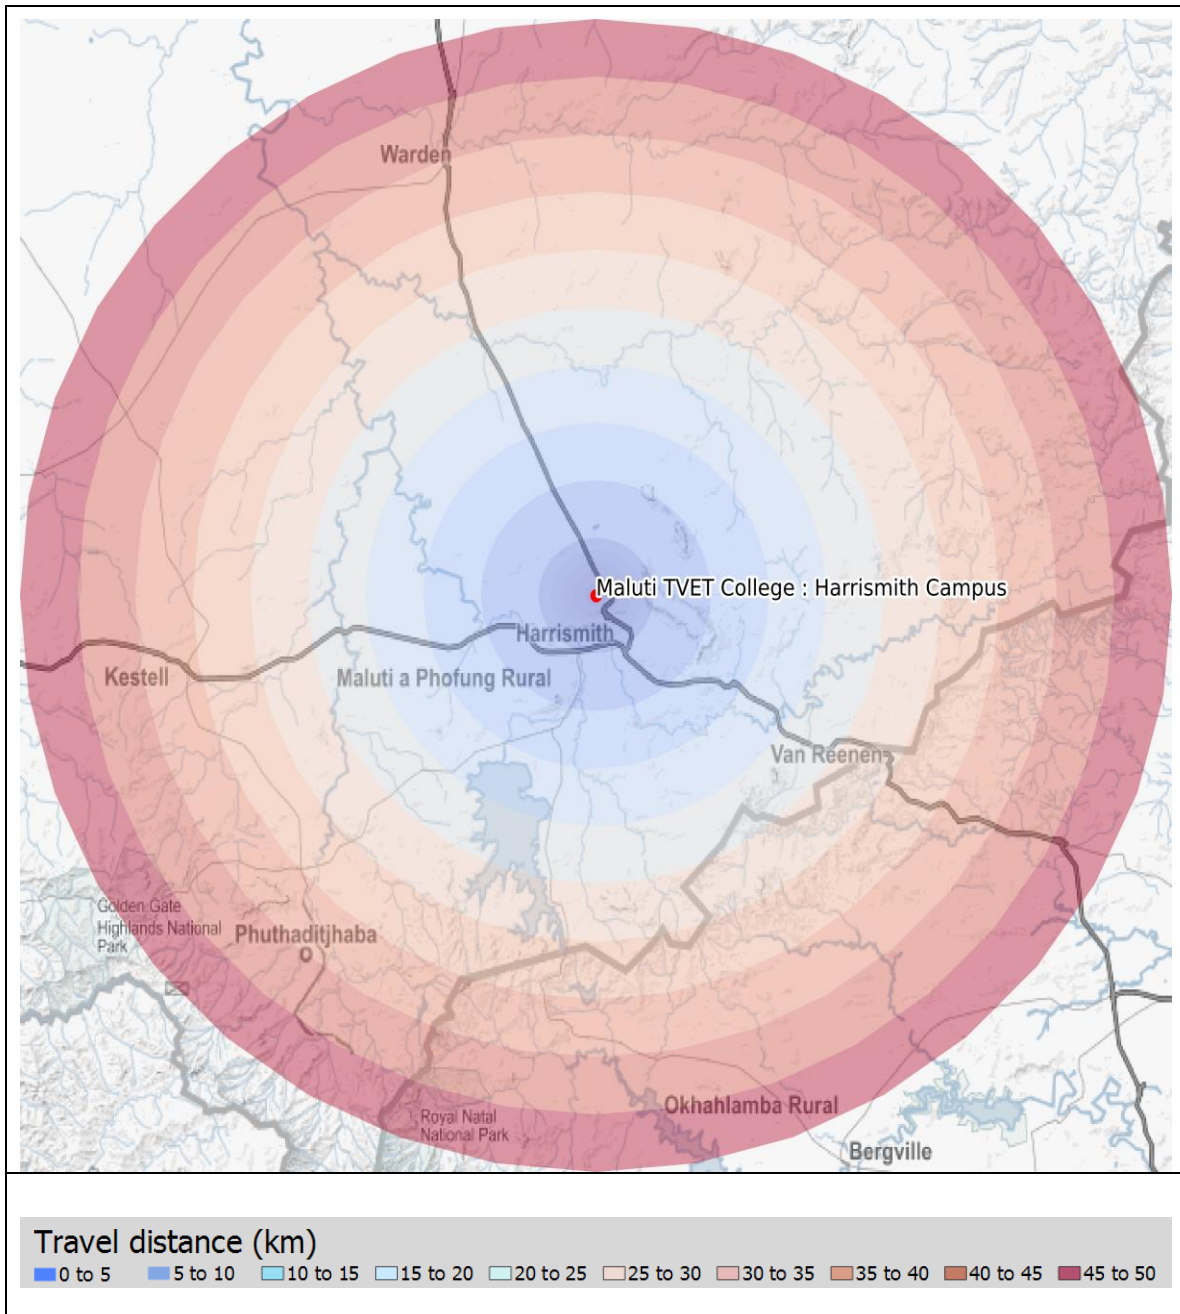 Warden
Maluti TVET College : Harrismith Campus
Harrismith
Kestell
Maluti a Phofung Rural
Van Reenen
Golden Gate
Highlands National
Park
Phuthaditjhaba
Okhahlamba Rural
Royal Natal
National Park
Bergville
Travel distance (km)
0 to 5 5 to 10 10 to 15 15 to 20 20 to 25 25 to 30 30 to 35 35 to 40 40 to 45 45 to 50